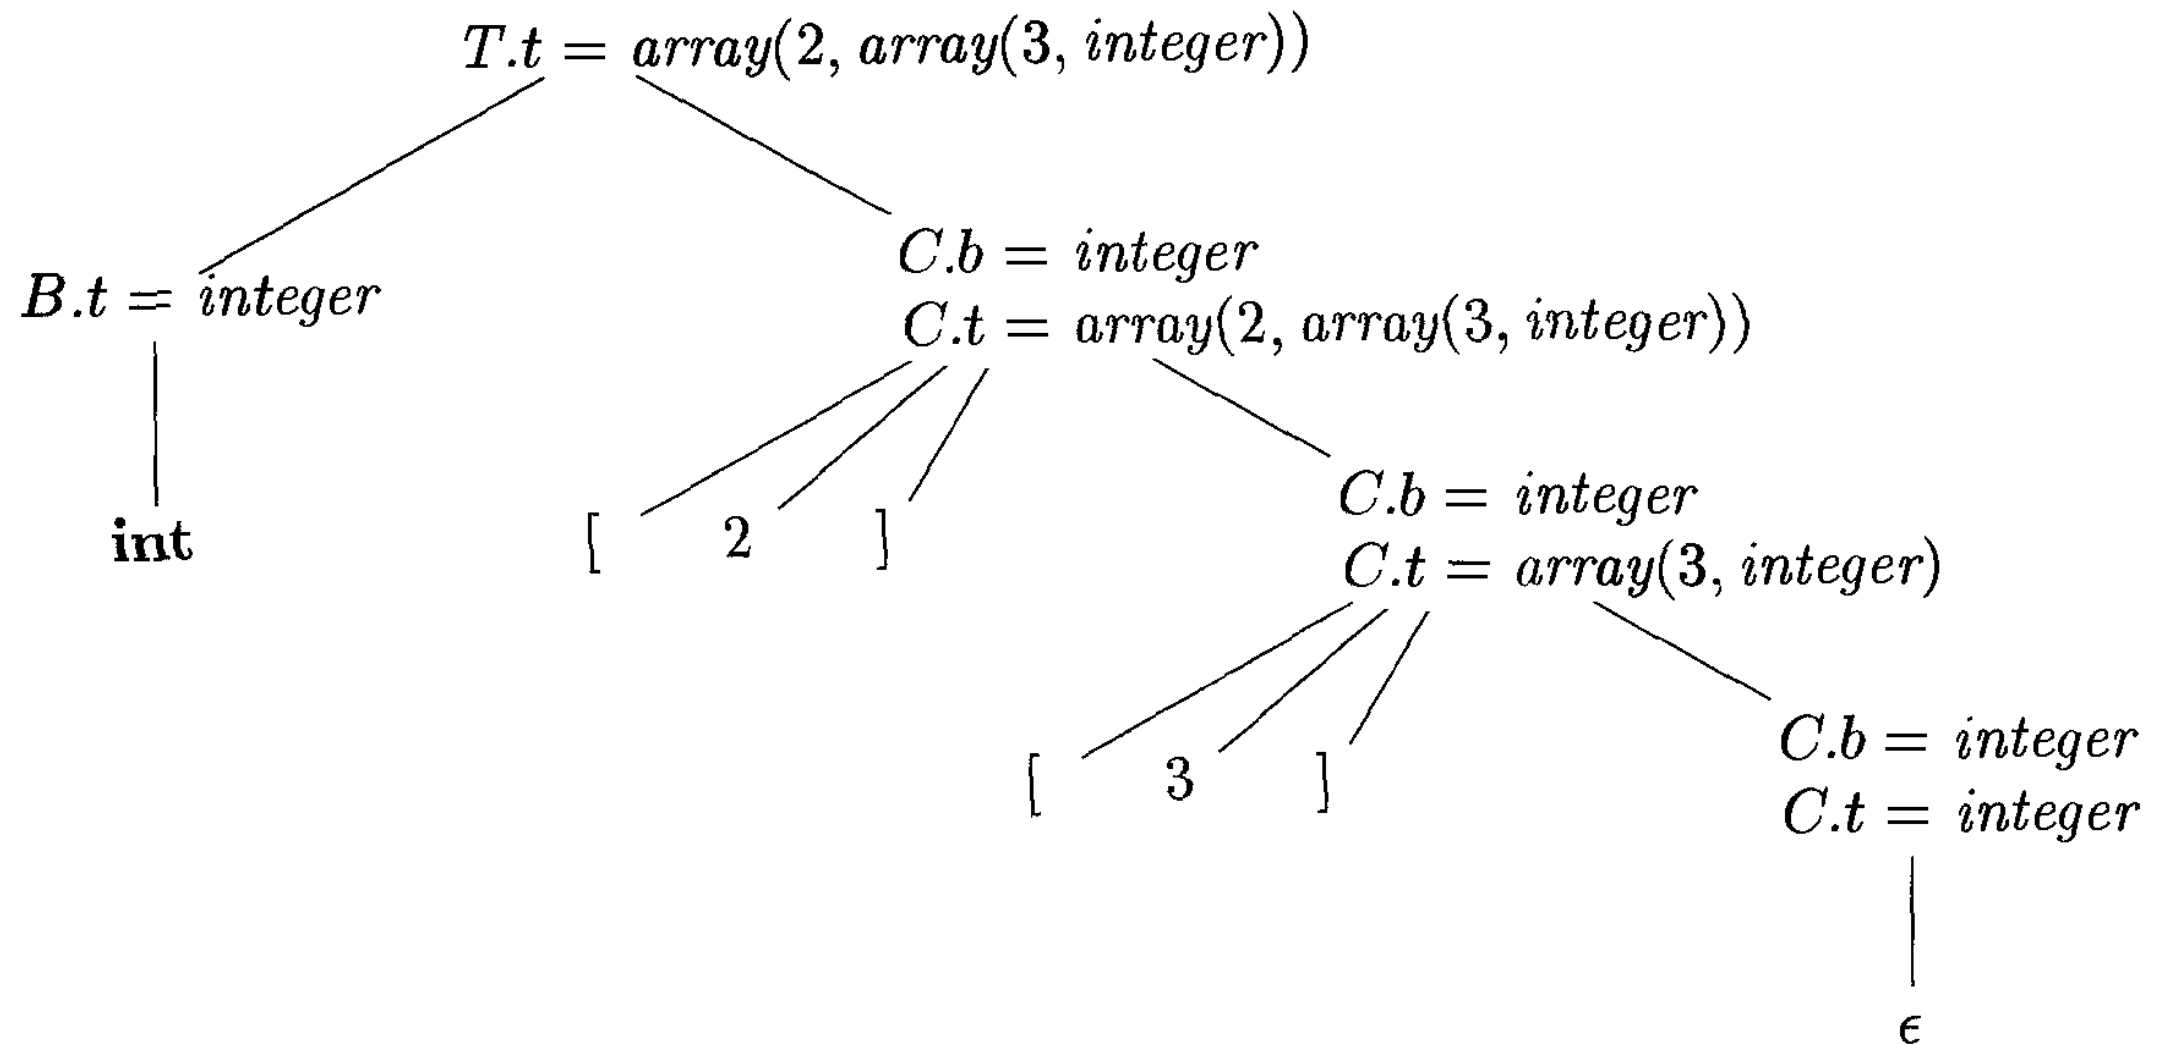 T.t = array(2, array(3, integer))
C.b = integer
B.t = integer
C.t = array(2, array(3, integer))
C.b = integer
int
[ 2 ]
C.t = array(3, integer)
C.b = integer
[ 3 ]
C.t = integer
ϵ